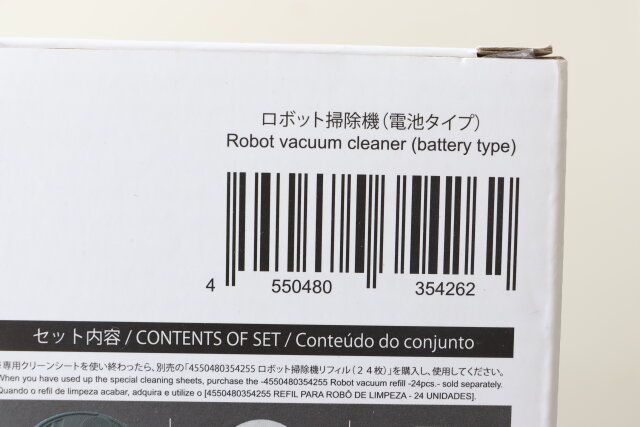 ロボット掃除機(電池タイプ)
Robot vacuum cleaner (battery type)
4 550480 354262
セット内容 / CONTENTS OF SET / Conteúdo do conjunto
専用クリーンシートを使い終わったら、別売の「4550480354255 ロボット掃除機リフィル(24枚)」を購入し、使用してください。
When you have used up the special cleaning sheets, purchase the -4550480354255 Robot vacuum refill -24pcs.- sold separately.
Quando o refil de limpeza acabar, adquira e utilize o [4550480354255 REFIL PARA ROBÔ DE LIMPEZA - 24 UNIDADES].